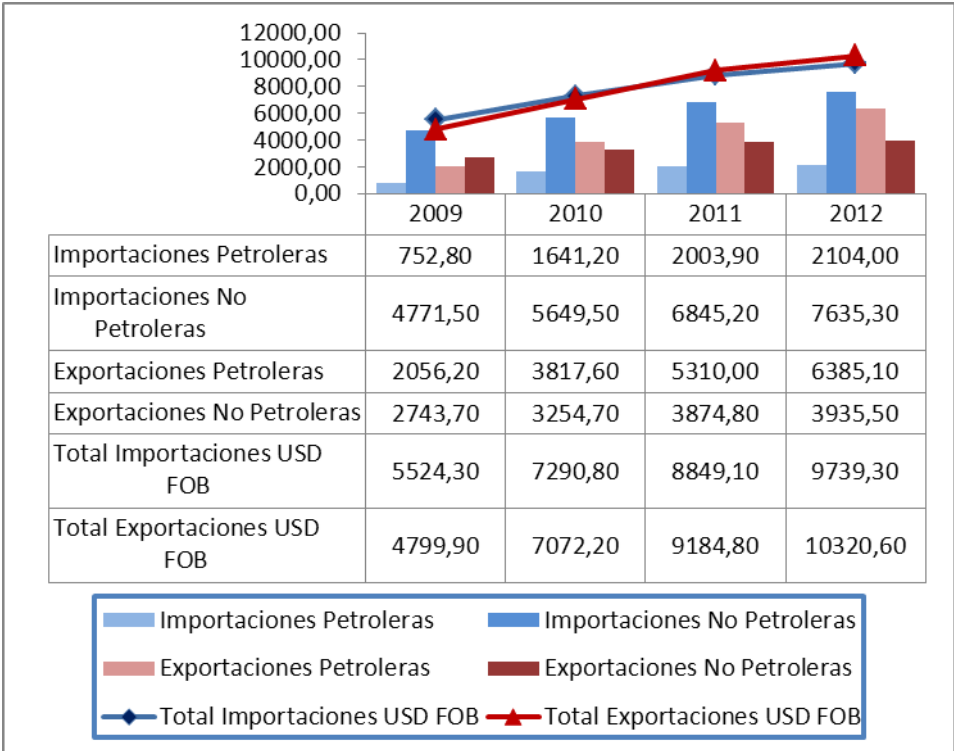 12000,00
10000,00
8000,00
6000,00
4000,00
2000,00
0,00
2009 2010 2011 2012
Importaciones Petroleras 752,80 1641,20 2003,90 2104,00
Importaciones No
Petroleras 4771,50 5649,50 6845,20 7635,30
Exportaciones Petroleras 2056,20 3817,60 5310,00 6385,10
Exportaciones No Petroleras 2743,70 3254,70 3874,80 3935,50
Total Importaciones USD
FOB 5524,30 7290,80 8849,10 9739,30
Total Exportaciones USD
FOB 4799,90 7072,20 9184,80 10320,60
Importaciones Petroleras Importaciones No Petroleras
Exportaciones Petroleras Exportaciones No Petroleras
Total Importaciones USD FOB Total Exportaciones USD FOB